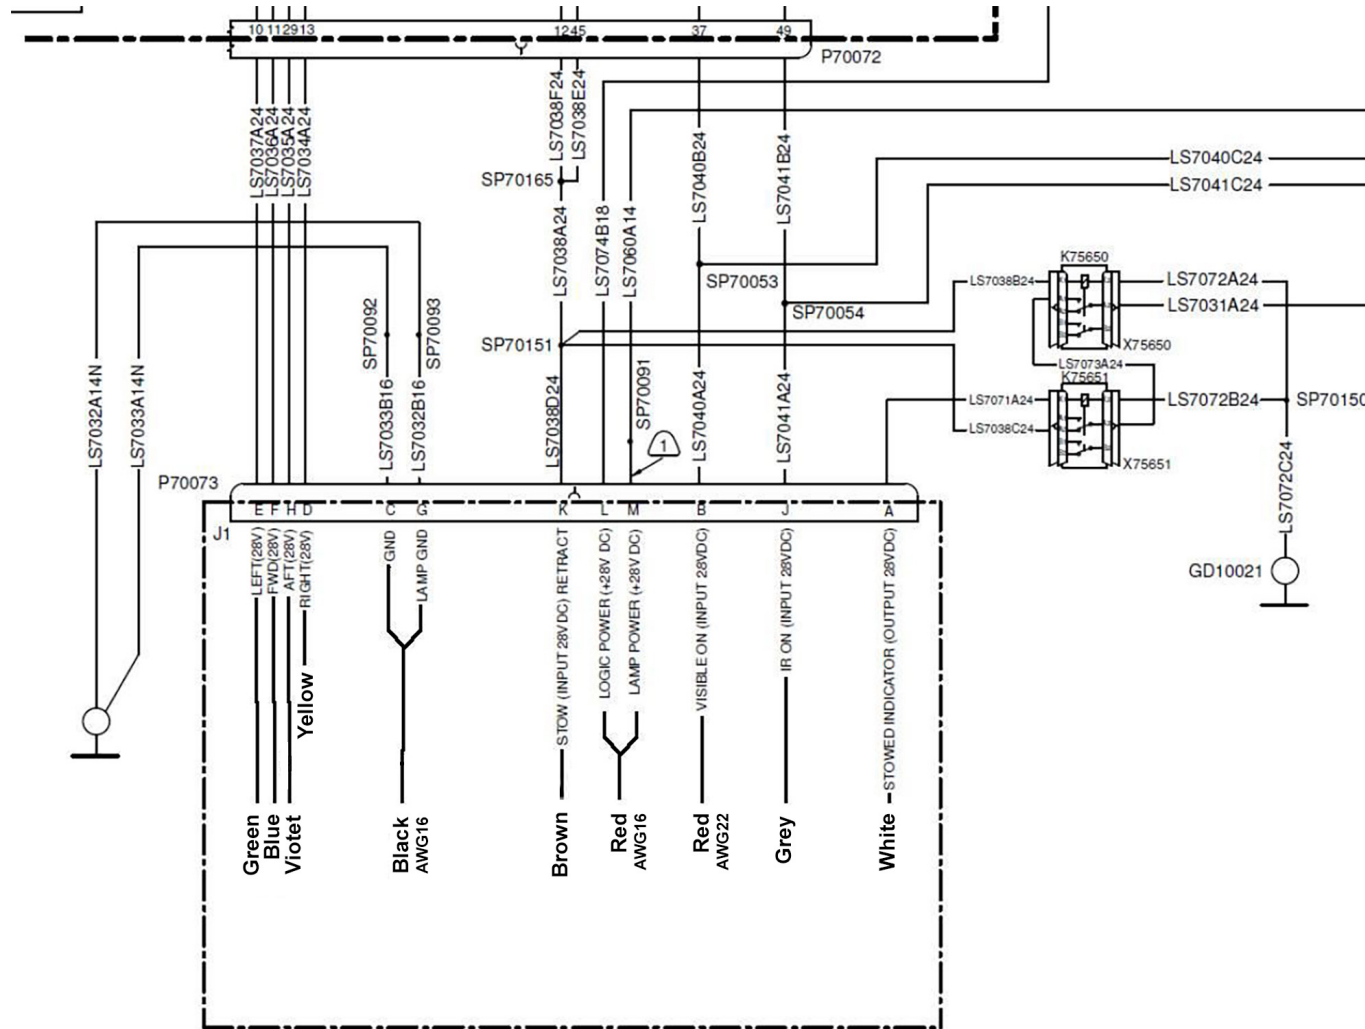 10 11 29 13
12 45
37
49
P70072
LS7037A24
LS7036A24
LS7035A24
LS7034A24
LS7038F24
LS7038E24
LS7040B24
LS7041B24
LS7040C24
LS7041C24
SP70165
LS7038A24
LS7074B18
LS7060A14
SP70053
SP70054
K75650
LS7038B24
LS7072A24
LS7031A24
X75650
SP70092
SP70093
SP70151
LS7073A24
K75651
LS7071A24
LS7072B24
SP70150
LS7038C24
X75651
LS7032A14N
LS7033A14N
LS7033B16
LS7032B16
LS7038D24
SP70091
1
LS7040A24
LS7041A24
LS7072C24
P70073
GD10021
J1
E F H D
C G
K L M
B
J
A
LEFT(28V)
FWD(28V)
AFT(28V)
RIGHT(28V)
GND
LAMP GND
STOW (INPUT 28VDC) RETRACT
LOGIC POWER (+28V DC)
LAMP POWER (+28V DC)
VISIBLE ON (INPUT 28VDC)
IR ON (INPUT 28VDC)
STOWED INDICATOR (OUTPUT 28VDC)
Green
Blue
Viotet
Yellow
Black
AWG16
Brown
Red
AWG16
Red
AWG22
Grey
White